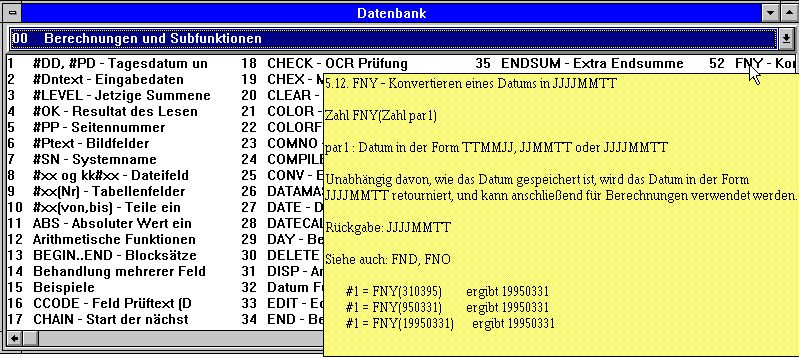 Datenbank
00 Berechnungen und Subfunktionen
1 #DD, #PD - Tagesdatum un 18 CHECK - OCR Prüfung 35 ENDSUM - Extra Endsumme 52 FNY - Kon
2 #Dntext - Eingabedaten 19 CHEX -
3 #LEVEL - Jetzige Summene 20 CLEAR -
4 #OK - Resultat des Lesen 21 COLOR -
5 #PP - Seitennummer 22 COLORF
6 #Ptext - Bildfelder 23 COMNO
7 #SN - Systemname 24 COMPILE
8 #xx og kk#xx - Dateifeld 25 CONV - E
9 #xx(Nr) - Tabellenfelder 26 DATAMA
10 #xx(von,bis) - Teile ein 27 DATE - D
11 ABS - Absoluter Wert ein 28 DATECAL
12 Arithmetische Funktionen 29 DAY - Be
13 BEGIN..END - Blocksätze 30 DELETE
14 Behandlung mehrerer Feld 31 DISP - An
15 Beispiele 32 Datum F
16 CCODE - Feld Prüftext (D 33 EDIT - Ed
17 CHAIN - Start der nächst 34 END - Be
5.12. FNY - Konvertieren eines Datums in JJJJMMTT
Zahl FNY(Zahl par1)
par1 : Datum in der Form TTMMJJ, JJMMTT oder JJJJMMTT
Unabhängig davon, wie das Datum gespeichert ist, wird das Datum in der Form
JJJJMMTT retourniert, und kann anschließend für Berechnungen verwendet werden.
Rückgabe: JJJJMMTT
Siehe auch: FND, FNO
#1 = FNY(310395) ergibt 19950331
#1 = FNY(950331) ergibt 19950331
#1 = FNY(19950331) ergibt 19950331